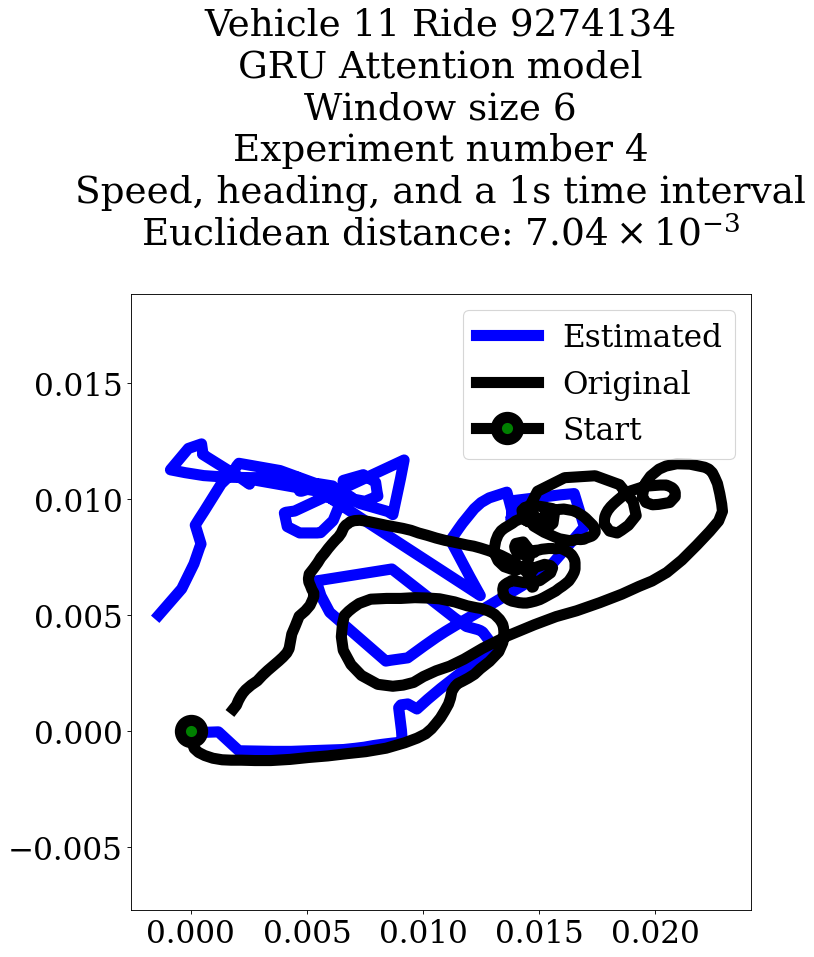 Vehicle 11 Ride 9274134
GRU Attention model
Window size 6
Experiment number 4
Speed, heading, and a 1s time interval
Euclidean distance: 7.04 × 10⁻³
Estimated
Original
Start
0.015
0.010
0.005
0.000
−0.005
0.000 0.005 0.010 0.015 0.020